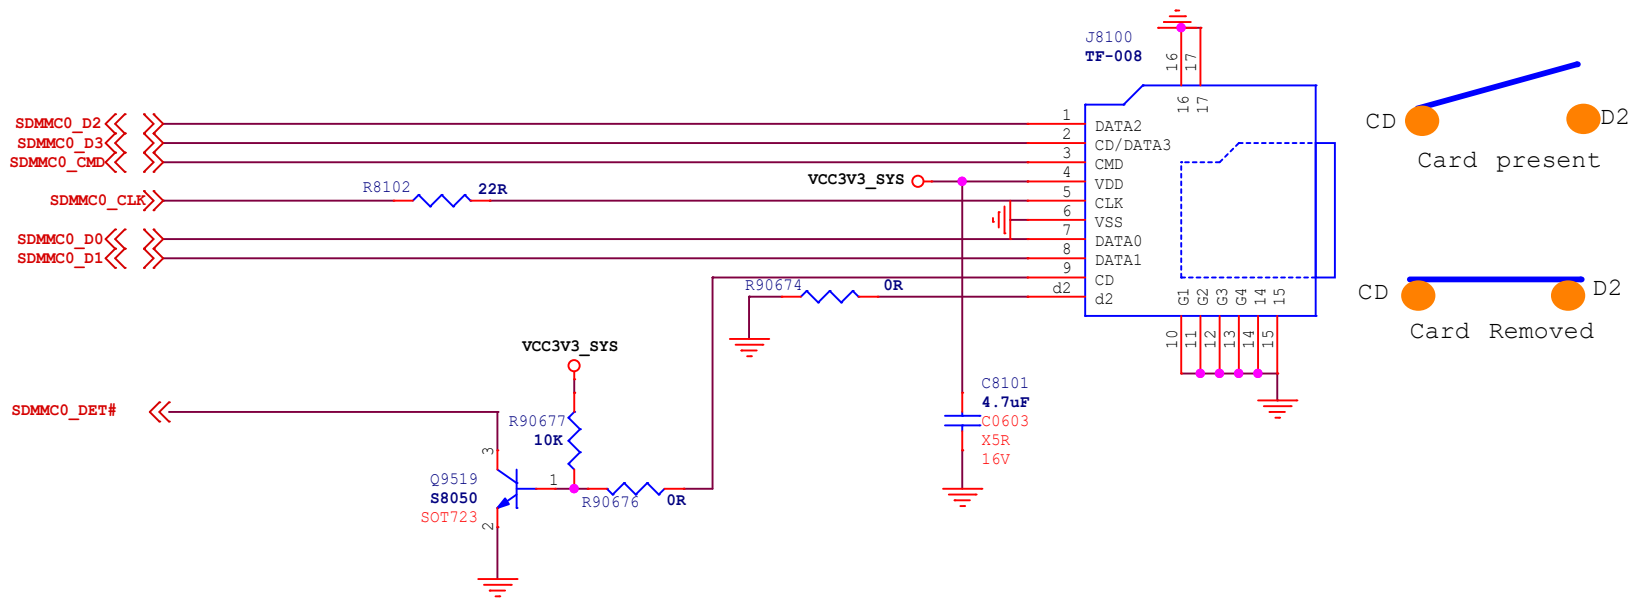 J8100
TF-008
16
17
16
17
SDMMC0_D2
1
DATA2
SDMMC0_D3
2
CD/DATA3
SDMMC0_CMD
3
CMD
VCC3V3_SYS
4
VDD
SDMMC0_CLK
R8102
22R
5
CLK
6
VSS
SDMMC0_D0
7
DATA0
SDMMC0_D1
8
DATA1
9
CD
R90674
0R
d2
d2
G1
G2
G3
G4
14
15
10
11
12
13
14
15
CD
D2
Card present
CD
D2
Card Removed
VCC3V3_SYS
SDMMC0_DET#
R90677
10K
C8101
4.7uF
C0603
X5R
16V
3
Q9519
S8050
SOT723
1
2
R90676
0R